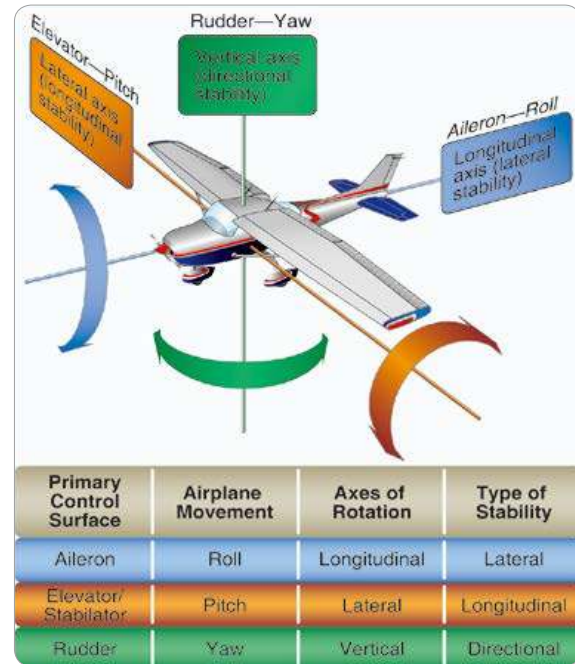 Rudder—Yaw
Vertical axis
(directional
stability)
Elevator—Pitch
Lateral axis
(longitudinal
stability)
Aileron—Roll
Longitudinal
axis (lateral
stability)
Primary
Control
Surface
Airplane
Movement
Axes of
Rotation
Type of
Stability
Aileron
Roll
Longitudinal
Lateral
Elevator/
Stabilator
Pitch
Lateral
Longitudinal
Rudder
Yaw
Vertical
Directional